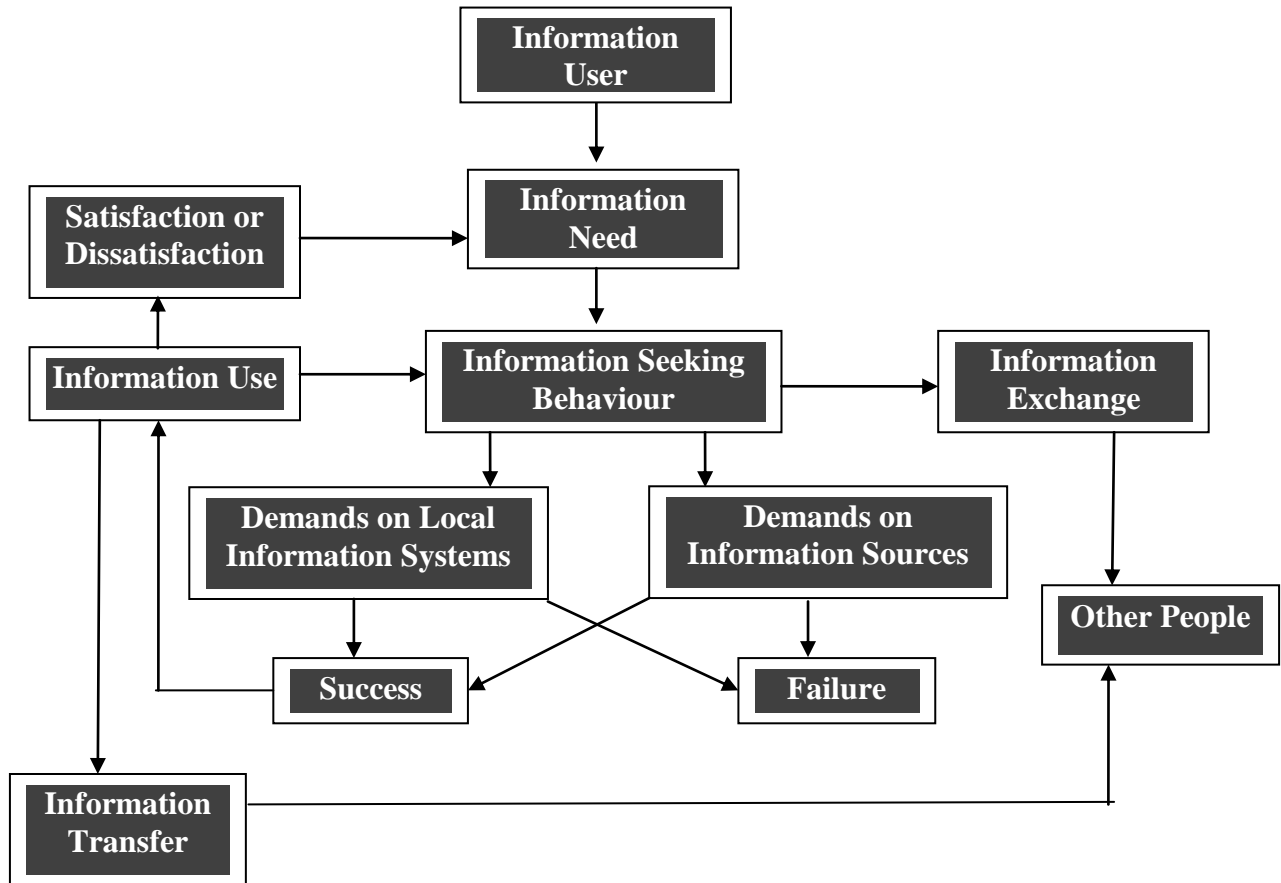 Information
User
Satisfaction or
Dissatisfaction
Information
Need
Information Use
Information Seeking
Behaviour
Information
Exchange
Demands on Local
Information Systems
Demands on
Information Sources
Other People
Success
Failure
Information
Transfer